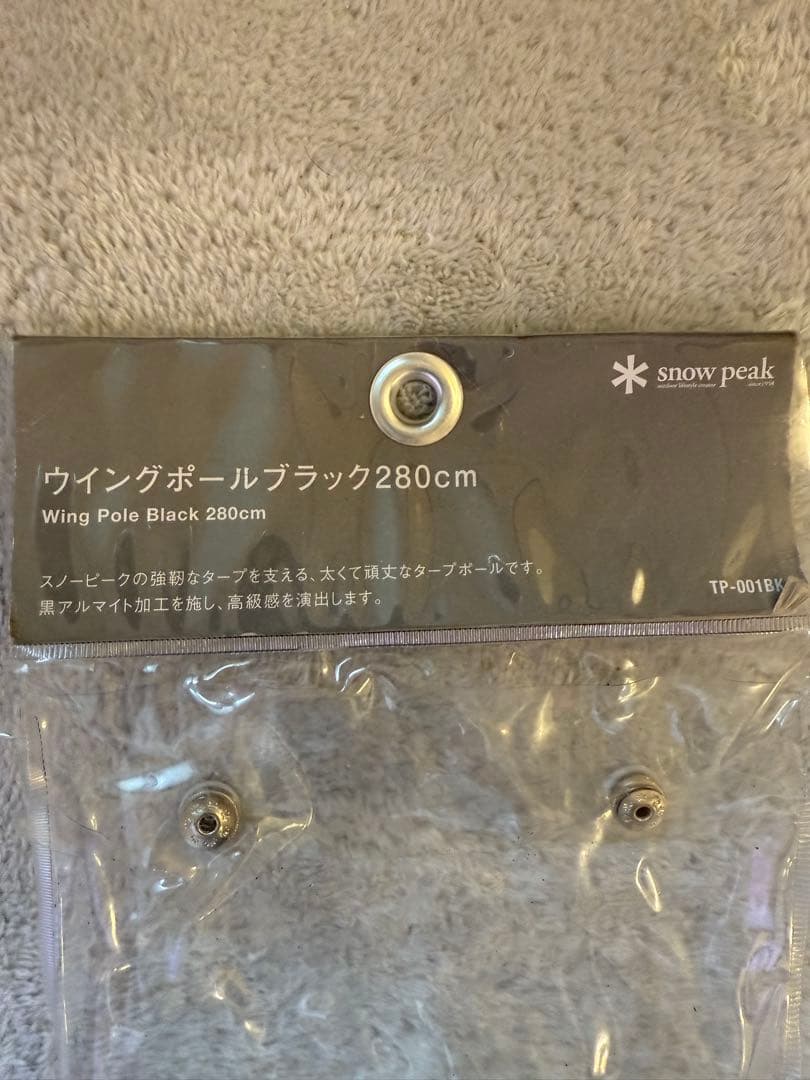 snow peak
outdoor lifestyle creator since1958
ウイングポールブラック280cm
Wing Pole Black 280cm
スノーピークの強靭なタープを支える、太くて頑丈なタープポールです。
黒アルマイト加工を施し、高級感を演出します。
TP-001BK